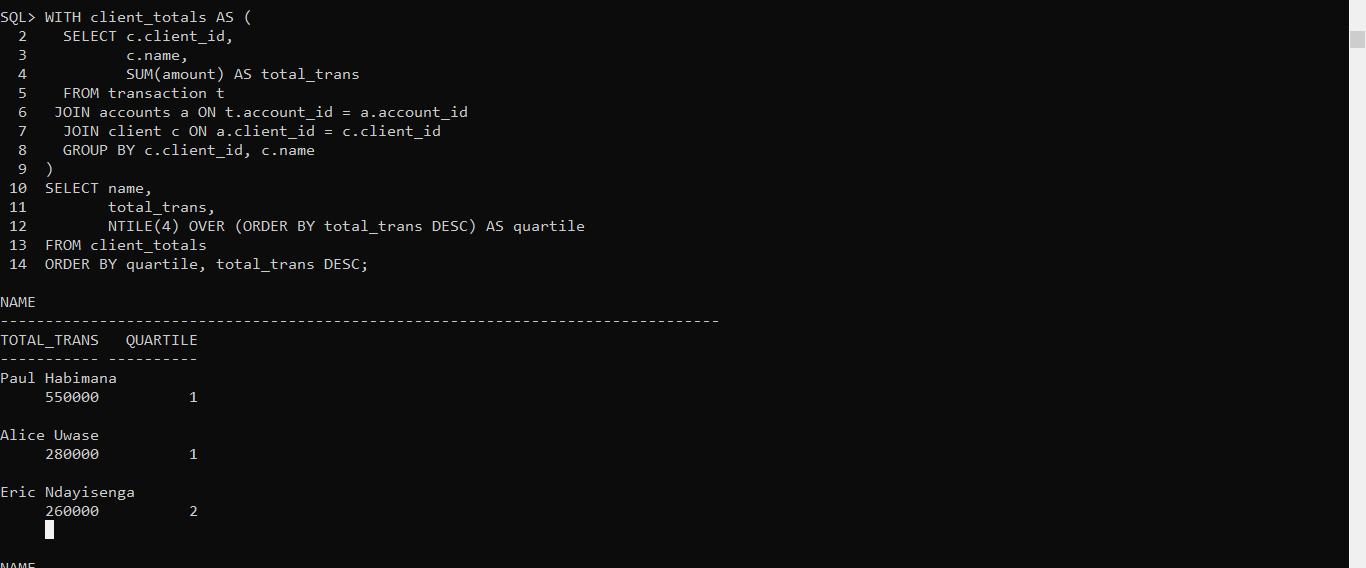 SQL> WITH client_totals AS (
  2    SELECT c.client_id,
  3           c.name,
  4           SUM(amount) AS total_trans
  5    FROM transaction t
  6   JOIN accounts a ON t.account_id = a.account_id
  7    JOIN client c ON a.client_id = c.client_id
  8    GROUP BY c.client_id, c.name
  9  )
 10  SELECT name,
 11         total_trans,
 12         NTILE(4) OVER (ORDER BY total_trans DESC) AS quartile
 13  FROM client_totals
 14  ORDER BY quartile, total_trans DESC;

NAME
--------------------------------------------------------------------------------
TOTAL_TRANS   QUARTILE
----------- ----------
Paul Habimana
     550000          1

Alice Uwase
     280000          1

Eric Ndayisenga
     260000          2

NAME